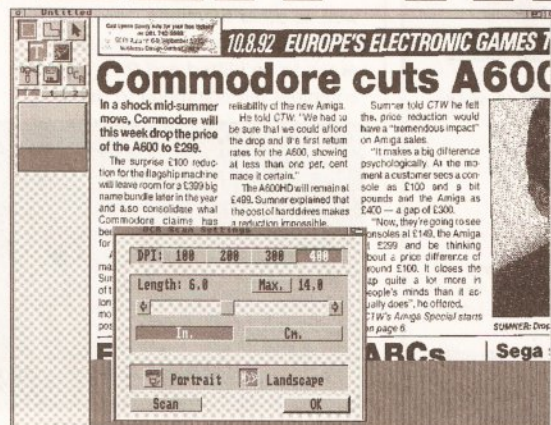 Untitled
10.8.92 EUROPE'S ELECTRONIC GAMES T
Commodore cuts A600
In a shock mid-summer
move, Commodore will
this week drop the price
of the A600 to £299.
The surprise £100 reduc-
tion for the flagship machine
will leave room for a £399 big
name bundle later in the year
and also consolidate what
Commodore claims has
reliability of the new Amiga.
He told CTW: "We had to
be sure that we could afford
the drop and the first return
rates for the A600, showing
at less than one per cent
made it certain."
The A600HD will remain at
£499. Sumner explained that
the cost of hard drives makes
a reduction impossible.
Sumner told CTW he felt
the price reduction would
have a "tremendous impact"
on Amiga sales.
"It makes a big difference
psychologically. At the mo-
ment a customer sees a con-
sole as £100 and a bit
pounds and the Amiga as
£400 — a gap of £300.
"Now, they're going to see
consoles at £149, the Amiga
at £299 and be thinking
about a price difference of
around £100. It closes the
gap quite a lot more in
people's minds than it ac-
tually does", he offered.
CTW's Amiga Special starts
on page 6.
SUMNER: Drop
OCR Scan Settings
DPI: 100 200 300 400
Length: 6.0 Max. 14.0
In. Cm.
Portrait Landscape
Scan OK
ABCs
Sega